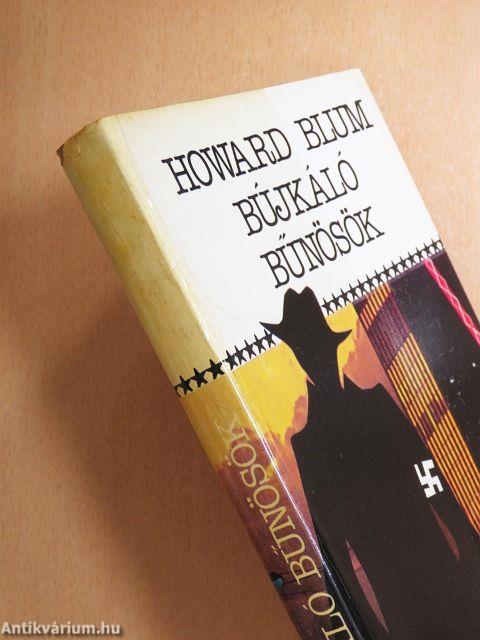 HOWARD BLUM
BÚJKÁLÓ
BŰNÖSÖK
LÓ BŰNÖSÖK
Antikvárium.hu